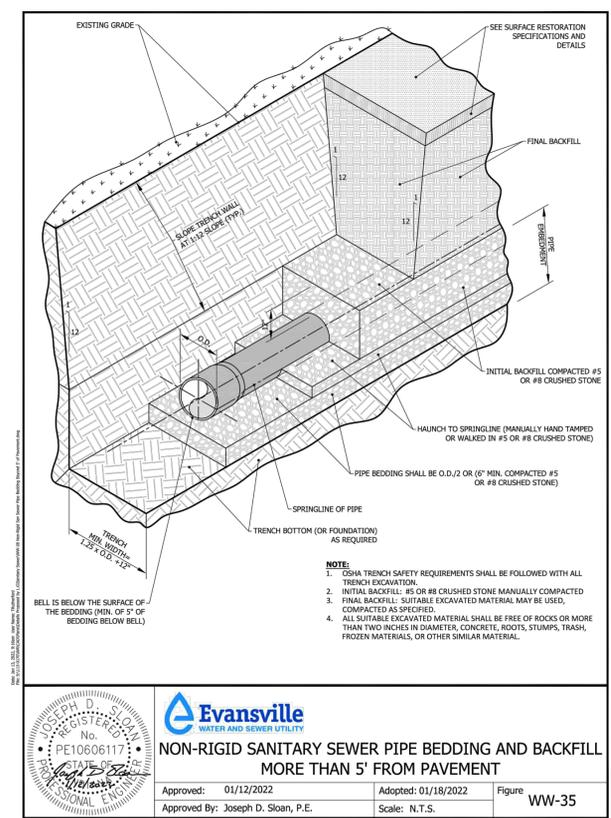 EXISTING GRADE
SEE SURFACE RESTORATION
SPECIFICATIONS AND
DETAILS
FINAL BACKFILL
1
12
1
12
SLOPE TRENCH WALL
AT 1:12 SLOPE (TYP.)
PIPE
EMBEDMENT
1
12
O.D.
12"
INITIAL BACKFILL COMPACTED #5
OR #8 CRUSHED STONE
HAUNCH TO SPRINGLINE (MANUALLY HAND TAMPED
OR WALKED IN #5 OR #8 CRUSHED STONE)
PIPE BEDDING SHALL BE O.D./2 OR (6" MIN. COMPACTED #5
OR #8 CRUSHED STONE)
SPRINGLINE OF PIPE
TRENCH BOTTOM (OR FOUNDATION)
AS REQUIRED
TRENCH
MIN. WIDTH=
1.25 x O.D. +12"
BELL IS BELOW THE SURFACE OF
THE BEDDING (MIN. OF 5" OF
BEDDING BELOW BELL)
NOTE:
1. OSHA TRENCH SAFETY REQUIREMENTS SHALL BE FOLLOWED WITH ALL
TRENCH EXCAVATION.
2. INITIAL BACKFILL: #5 OR #8 CRUSHED STONE MANUALLY COMPACTED
3. FINAL BACKFILL: SUITABLE EXCAVATED MATERIAL MAY BE USED,
COMPACTED AS SPECIFIED.
4. ALL SUITABLE EXCAVATED MATERIAL SHALL BE FREE OF ROCKS OR MORE
THAN TWO INCHES IN DIAMETER, CONCRETE, ROOTS, STUMPS, TRASH,
FROZEN MATERIALS, OR OTHER SIMILAR MATERIAL.
JOSEPH D. SLOAN
REGISTERED
No.
PE10606117
STATE OF
PROFESSIONAL ENGINEER
Evansville
WATER AND SEWER UTILITY
NON-RIGID SANITARY SEWER PIPE BEDDING AND BACKFILL
MORE THAN 5' FROM PAVEMENT
Approved: 01/12/2022
Adopted: 01/18/2022
Figure
WW-35
Approved By: Joseph D. Sloan, P.E.
Scale: N.T.S.